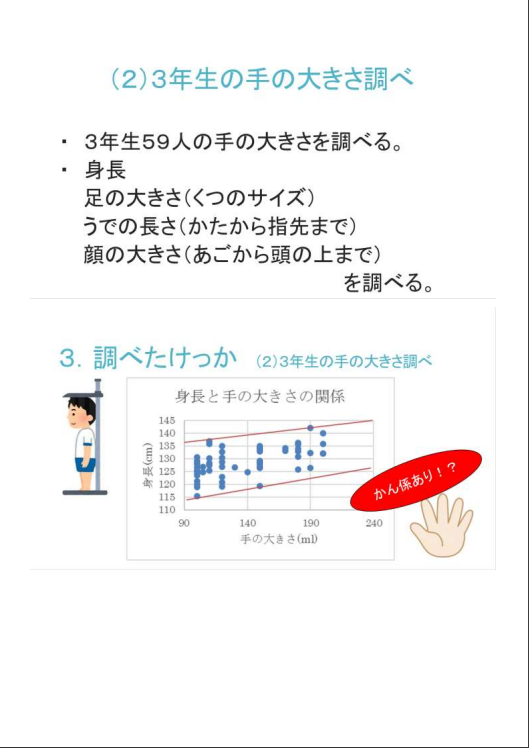 （２）３年生の手の大きさ調べ
・ ３年生５９人の手の大きさを調べる。
・ 身長
足の大きさ（くつのサイズ）
うでの長さ（かたから指先まで）
顔の大きさ（あごから頭の上まで）
を調べる。
３．調べたけっか （２）３年生の手の大きさ調べ
身長と手の大きさの関係
145
140
135
130
125
120
115
110
身長(cm)
90 140 190 240
手の大きさ(ml)
かん係あり！？